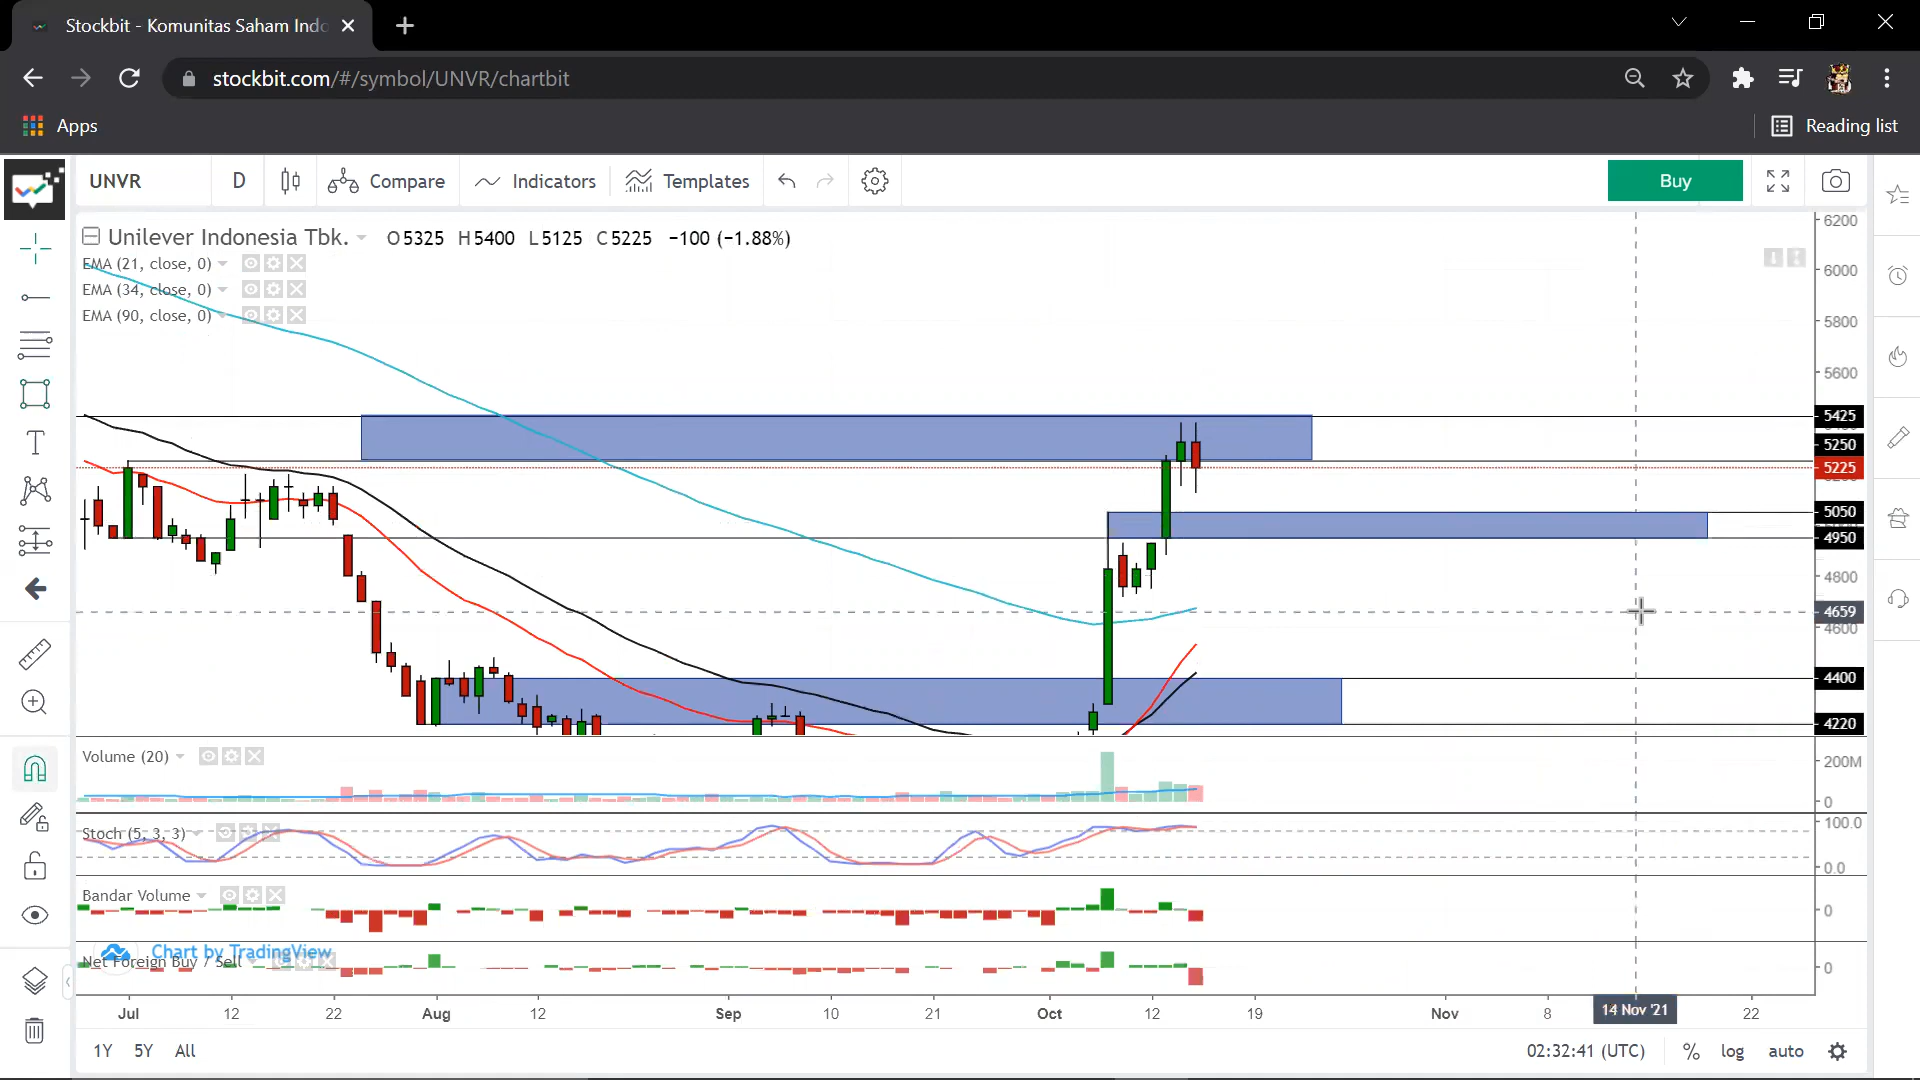 Stockbit - Komunitas Saham Indo
stockbit.com/#/symbol/UNVR/chartbit
Apps
Reading list
UNVR D Compare Indicators Templates Buy
Unilever Indonesia Tbk. O5325 H5400 L5125 C5225 −100 (−1.88%)
EMA (21, close, 0)
EMA (34, close, 0)
EMA (90, close, 0)
6200
6000
5800
5600
5425
5250
5225
5050
4950
4800
4659
4600
4400
4220
Volume (20)
200M
0
Stoch (5, 3, 3)
100.0
0.0
Bandar Volume
0
Chart by TradingView
Net Foreign Buy / Sell
0
Jul 12 22 Aug 12 Sep 10 21 Oct 12 19 Nov 8 14 Nov '21 22
1Y 5Y All 02:32:41 (UTC) % log auto